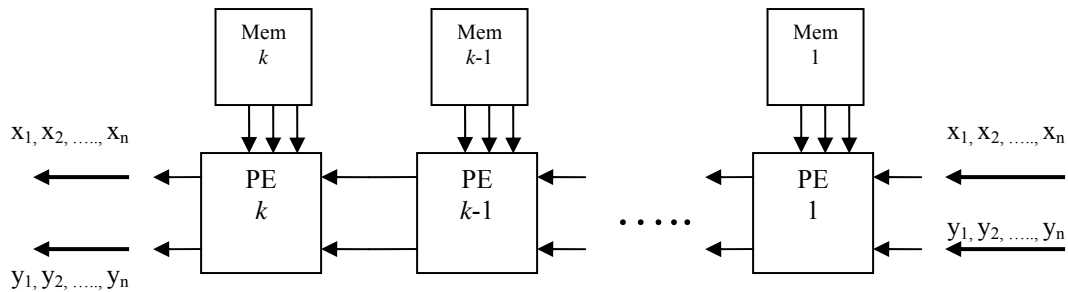 Mem
k
Mem
k-1
Mem
1
x₁, x₂, ....., xₙ
x₁, x₂, ....., xₙ
PE
k
PE
k-1
PE
1
.....
y₁, y₂, ....., yₙ
y₁, y₂, ....., yₙ